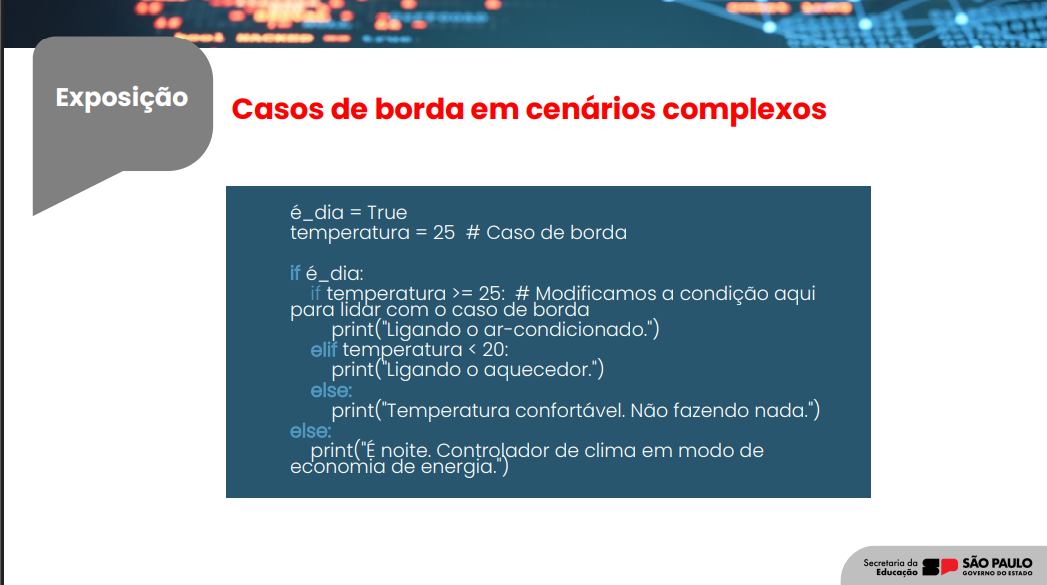 Exposição
Casos de borda em cenários complexos
é_dia = True
temperatura = 25  # Caso de borda
if é_dia:
    if temperatura >= 25:  # Modificamos a condição aqui
para lidar com o caso de borda
        print("Ligando o ar-condicionado.")
    elif temperatura < 20:
        print("Ligando o aquecedor.")
    else:
        print("Temperatura confortável. Não fazendo nada.")
else:
    print("É noite. Controlador de clima em modo de
economia de energia.")
Secretaria da
Educação
SÃO PAULO
GOVERNO DO ESTADO